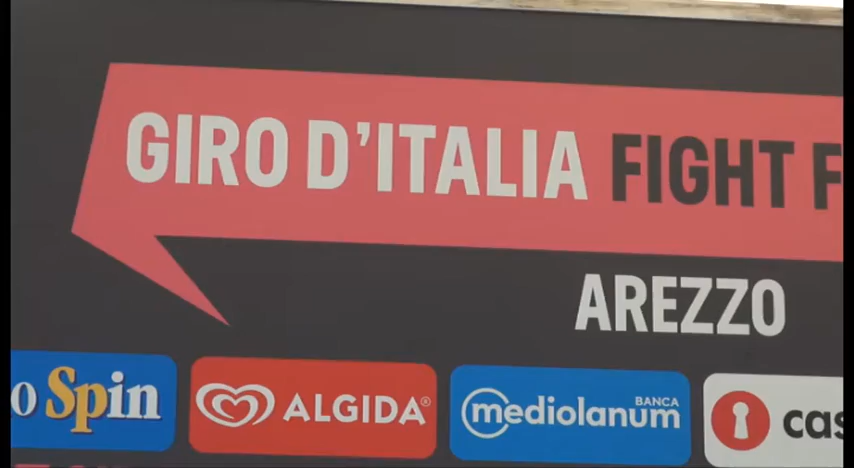 GIRO D'ITALIA FIGHT F
AREZZO
o Spin
ALGIDA®
mediolanum
BANCA
cas